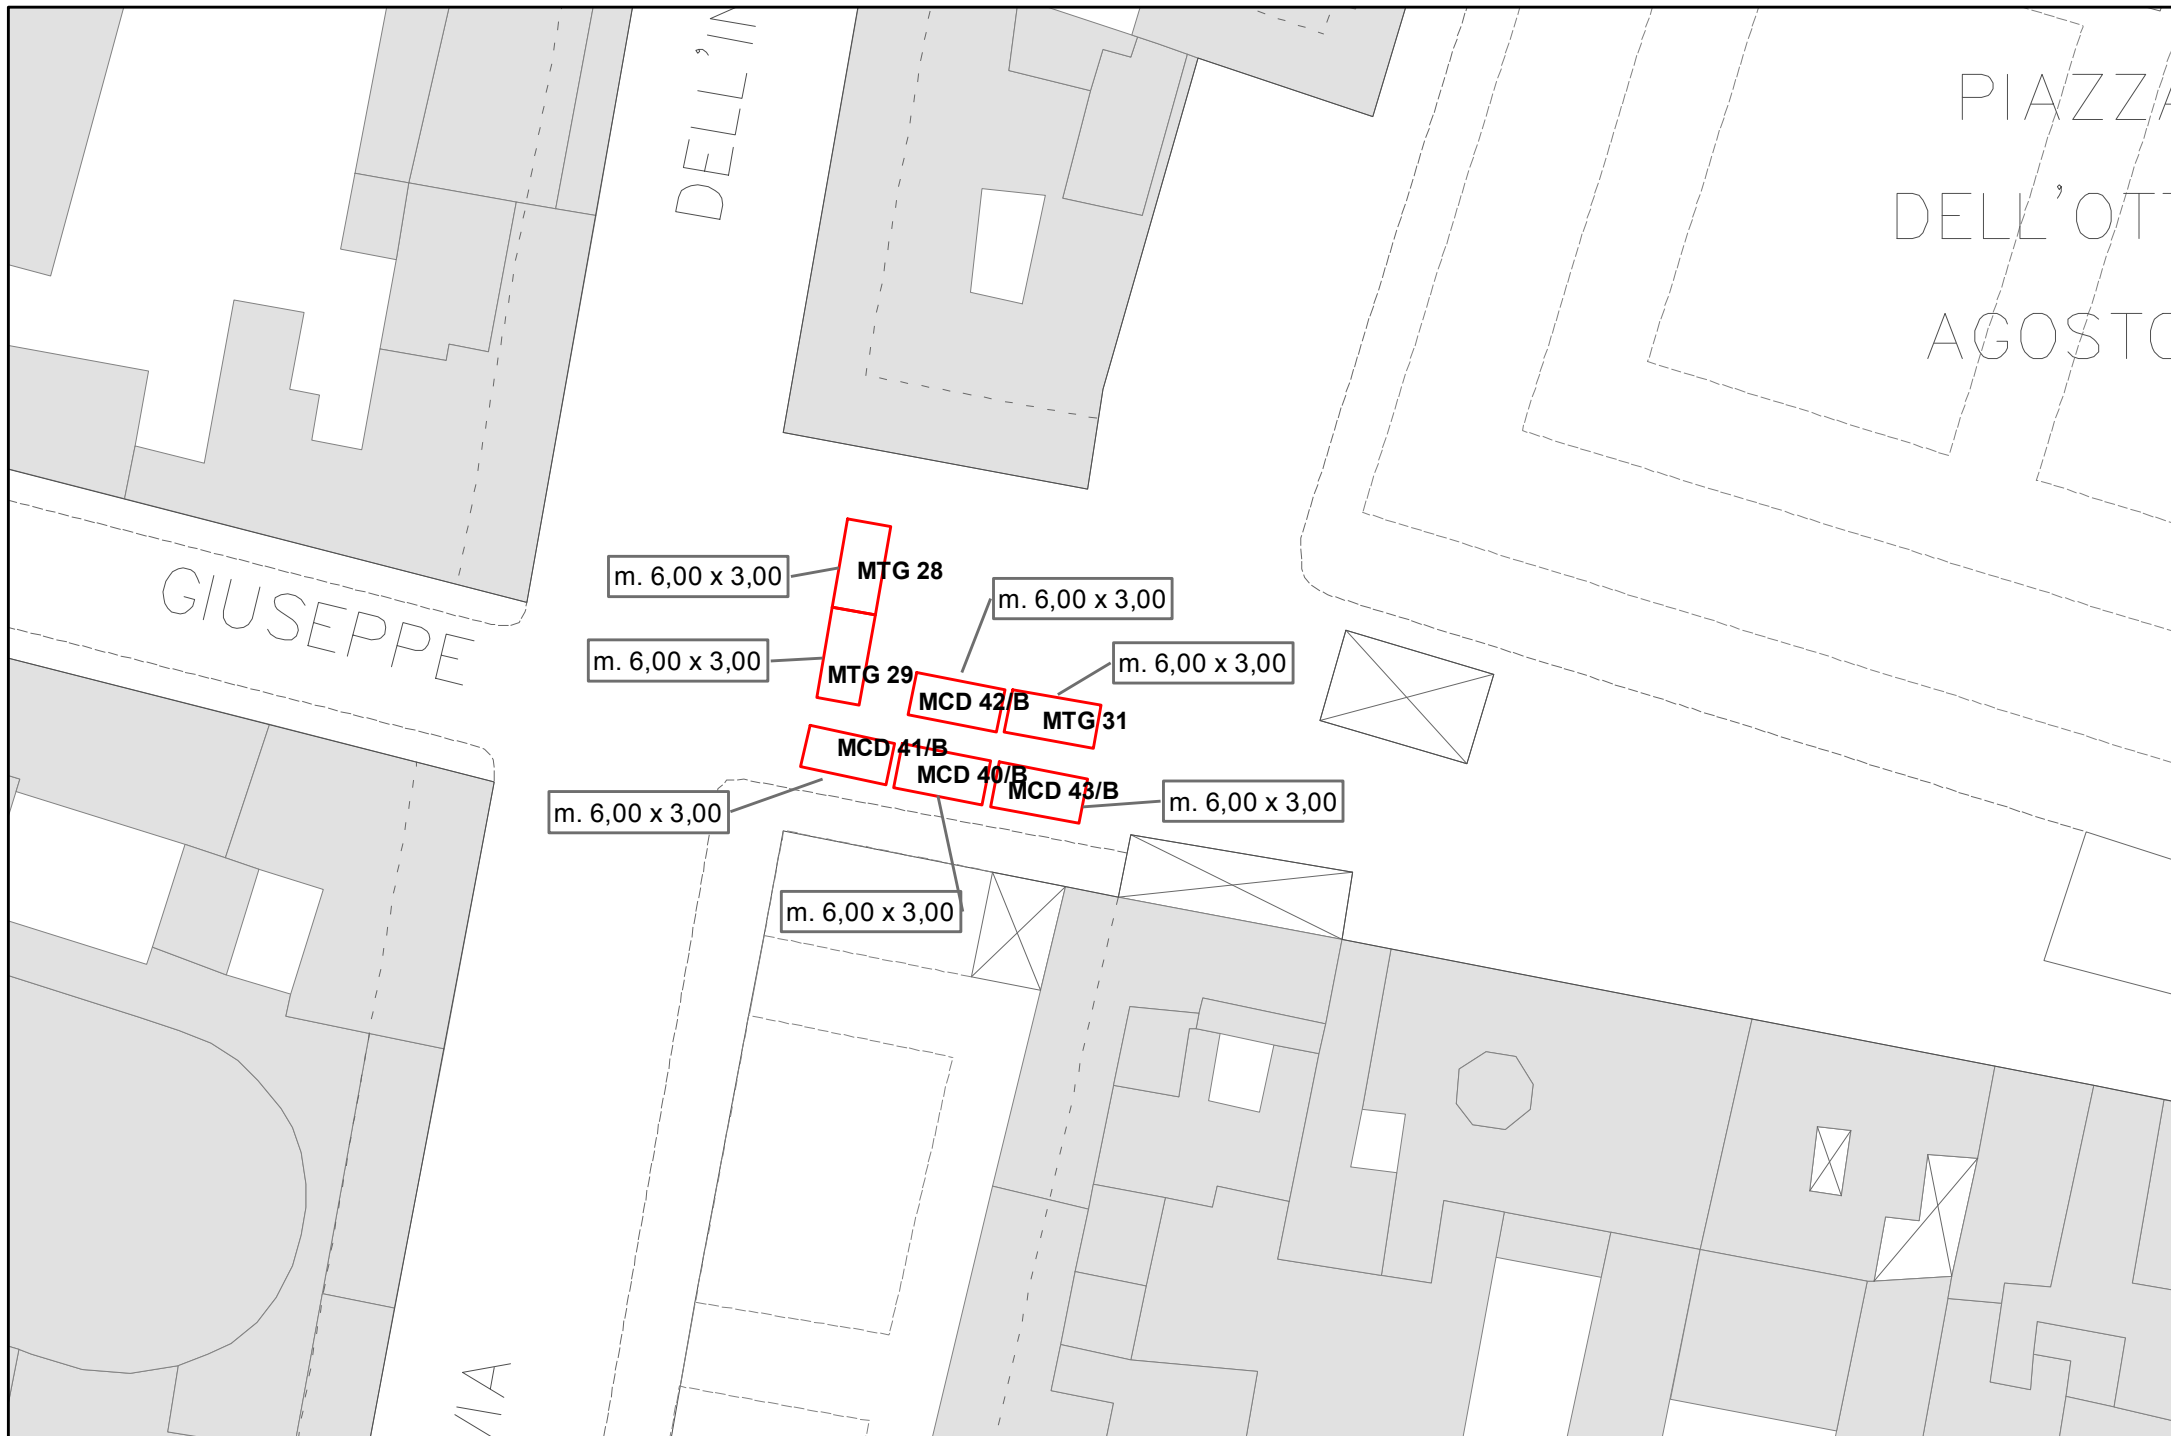 DELL'I
PIAZZA
DELL'OTT
AGOSTO
GIUSEPPE
m. 6,00 x 3,00
MTG 28
m. 6,00 x 3,00
m. 6,00 x 3,00
MTG 29
m. 6,00 x 3,00
MCD 42/B
MTG 31
MCD 41/B
MCD 40/B
MCD 43/B
m. 6,00 x 3,00
m. 6,00 x 3,00
m. 6,00 x 3,00